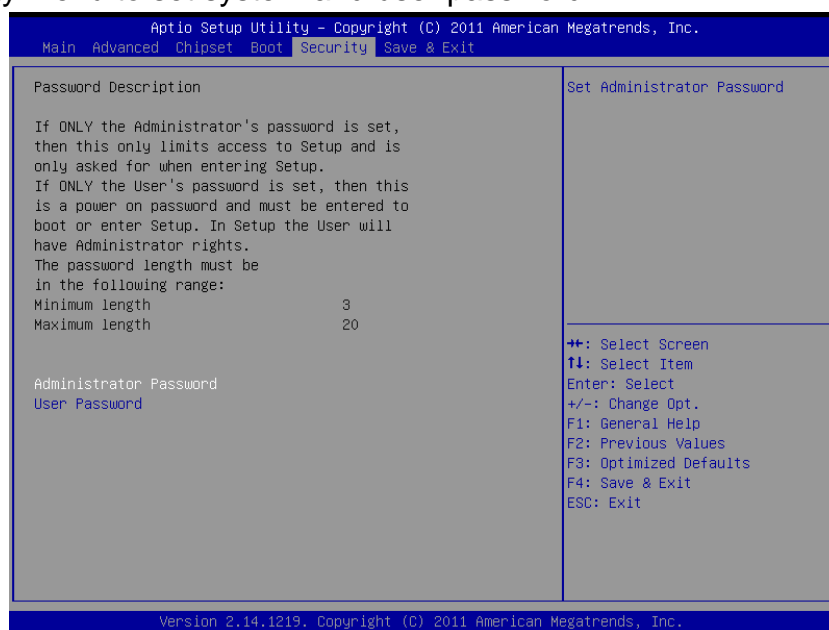 Aptio Setup Utility – Copyright (C) 2011 American Megatrends, Inc.
Main Advanced Chipset Boot Security Save & Exit
Password Description
If ONLY the Administrator's password is set,
then this only limits access to Setup and is
only asked for when entering Setup.
If ONLY the User's password is set, then this
is a power on password and must be entered to
boot or enter Setup. In Setup the User will
have Administrator rights.
The password length must be
in the following range:
Minimum length 3
Maximum length 20
Administrator Password
User Password
Set Administrator Password
→←: Select Screen
↑↓: Select Item
Enter: Select
+/-: Change Opt.
F1: General Help
F2: Previous Values
F3: Optimized Defaults
F4: Save & Exit
ESC: Exit
Version 2.14.1219. Copyright (C) 2011 American Megatrends, Inc.